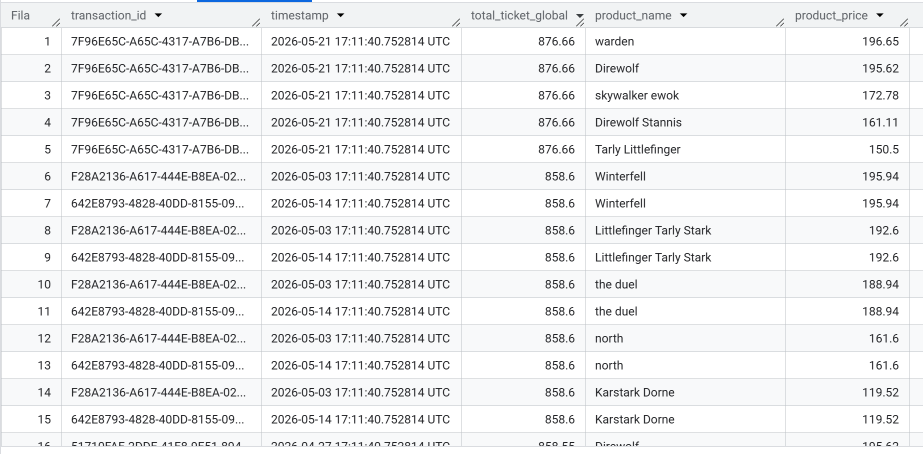 Fila transaction_id timestamp total_ticket_global product_name product_price
1 7F96E65C-A65C-4317-A7B6-DB... 2026-05-21 17:11:40.752814 UTC 876.66 warden 196.65
2 7F96E65C-A65C-4317-A7B6-DB... 2026-05-21 17:11:40.752814 UTC 876.66 Direwolf 195.62
3 7F96E65C-A65C-4317-A7B6-DB... 2026-05-21 17:11:40.752814 UTC 876.66 skywalker ewok 172.78
4 7F96E65C-A65C-4317-A7B6-DB... 2026-05-21 17:11:40.752814 UTC 876.66 Direwolf Stannis 161.11
5 7F96E65C-A65C-4317-A7B6-DB... 2026-05-21 17:11:40.752814 UTC 876.66 Tarly Littlefinger 150.5
6 F28A2136-A617-444E-B8EA-02... 2026-05-03 17:11:40.752814 UTC 858.6 Winterfell 195.94
7 642E8793-4828-40DD-8155-09... 2026-05-14 17:11:40.752814 UTC 858.6 Winterfell 195.94
8 F28A2136-A617-444E-B8EA-02... 2026-05-03 17:11:40.752814 UTC 858.6 Littlefinger Tarly Stark 192.6
9 642E8793-4828-40DD-8155-09... 2026-05-14 17:11:40.752814 UTC 858.6 Littlefinger Tarly Stark 192.6
10 F28A2136-A617-444E-B8EA-02... 2026-05-03 17:11:40.752814 UTC 858.6 the duel 188.94
11 642E8793-4828-40DD-8155-09... 2026-05-14 17:11:40.752814 UTC 858.6 the duel 188.94
12 F28A2136-A617-444E-B8EA-02... 2026-05-03 17:11:40.752814 UTC 858.6 north 161.6
13 642E8793-4828-40DD-8155-09... 2026-05-14 17:11:40.752814 UTC 858.6 north 161.6
14 F28A2136-A617-444E-B8EA-02... 2026-05-03 17:11:40.752814 UTC 858.6 Karstark Dorne 119.52
15 642E8793-4828-40DD-8155-09... 2026-05-14 17:11:40.752814 UTC 858.6 Karstark Dorne 119.52
16 17:11:40.752814 UTC 858.55 Direwolf 195.62